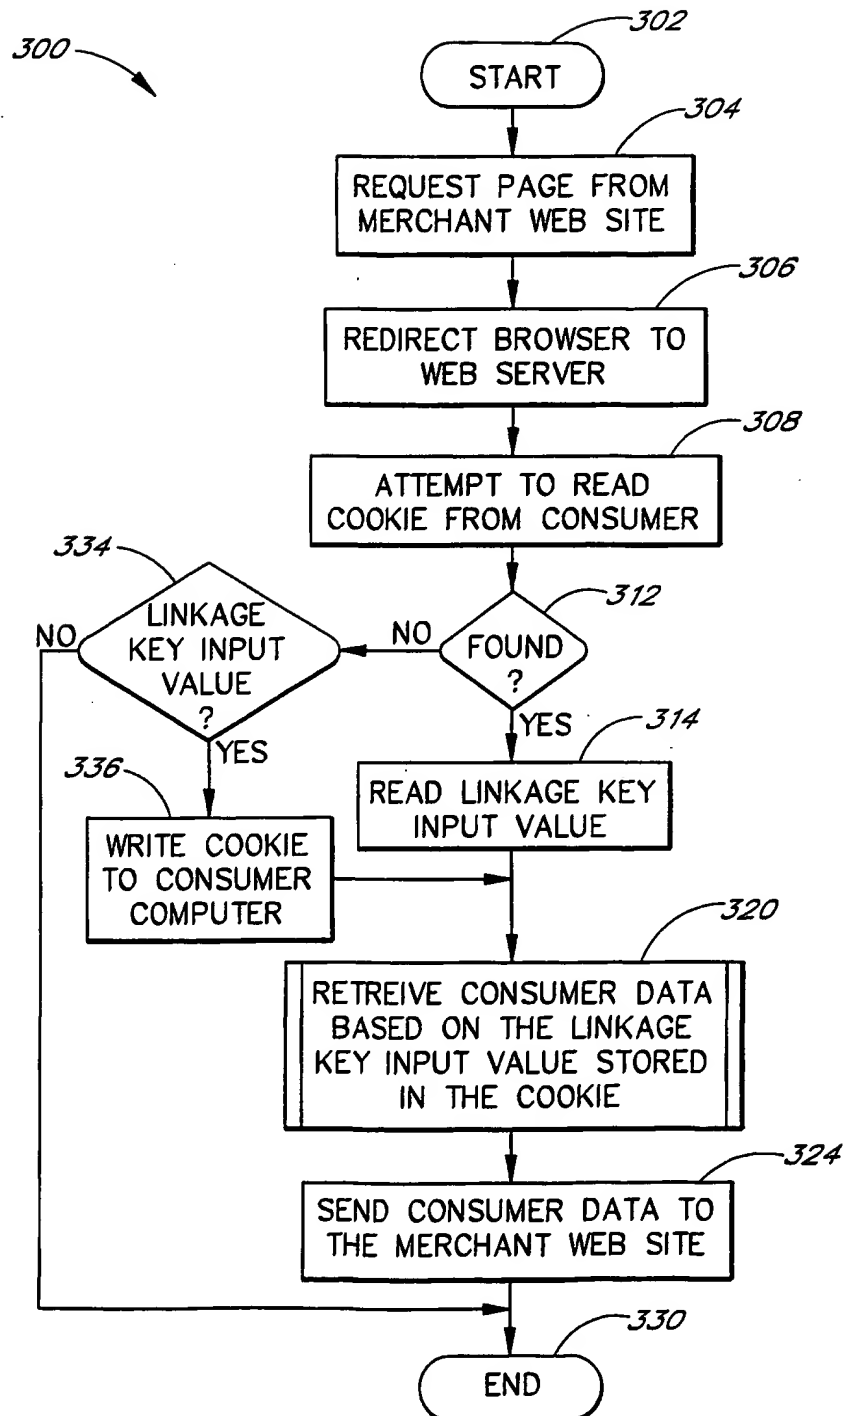 302
300
START
304
REQUEST PAGE FROM
MERCHANT WEB SITE
306
REDIRECT BROWSER TO
WEB SERVER
308
ATTEMPT TO READ
COOKIE FROM CONSUMER
334
312
LINKAGE
KEY INPUT
VALUE
?
NO
NO
FOUND
?
YES
YES
314
336
READ LINKAGE KEY
INPUT VALUE
WRITE COOKIE
TO CONSUMER
COMPUTER
320
RETREIVE CONSUMER DATA
BASED ON THE LINKAGE
KEY INPUT VALUE STORED
IN THE COOKIE
324
SEND CONSUMER DATA TO
THE MERCHANT WEB SITE
330
END